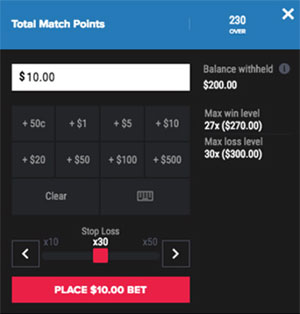 Total Match Points
230
OVER
$10.00
Balance withheld
$200.00
+ 50c
+ $1
+ $5
+ $10
Max win level
27x ($270.00)
Max loss level
30x ($300.00)
+ $20
+ $50
+ $100
+ $500
Clear
Stop Loss
x10
x30
x50
PLACE $10.00 BET